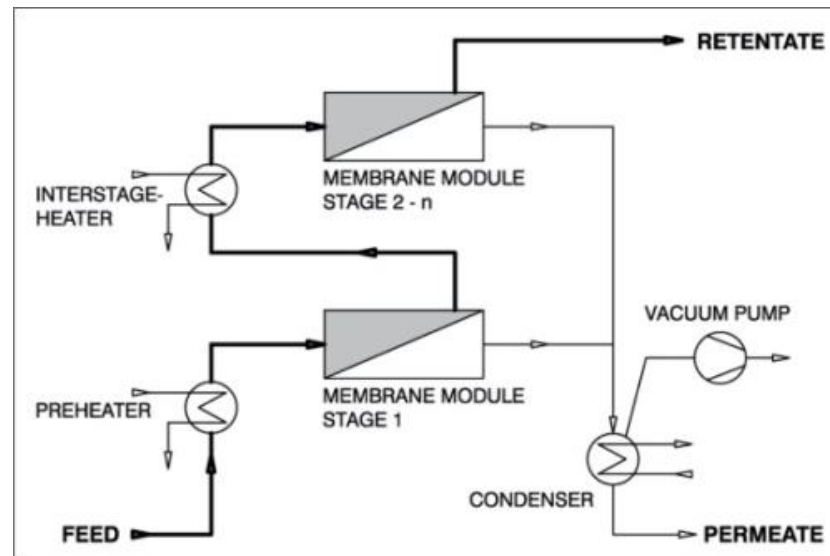 RETENTATE
MEMBRANE MODULE
STAGE 2 - n
INTERSTAGE-
HEATER
VACUUM PUMP
MEMBRANE MODULE
STAGE 1
PREHEATER
CONDENSER
FEED
PERMEATE